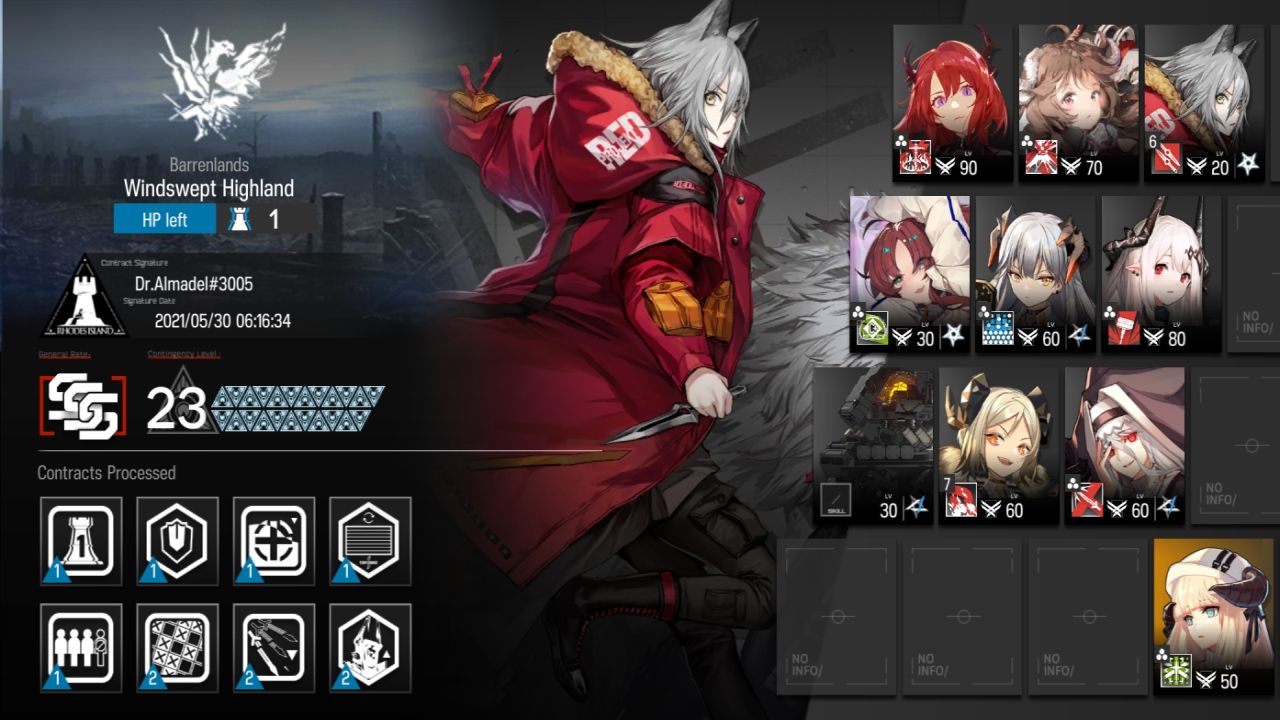 Barrenlands
Windswept Highland
HP left 1
Contract Signature
Dr.Almadel#3005
Signature Date
2021/05/30 06:16:34
RHODES ISLAND
General Rate:
Contingency Level:
23
Contracts Processed
1
1 1 1 1
1 2 2 2
RED
PROJEKT
LV 90
LV 70
6 LV 20
LV 30
LV 60
LV 80
NO
INFO/
SKILL
LV 30
7 LV 60
LV 60
NO
INFO/
NO
INFO/
NO
INFO/
NO
INFO/
LV 50